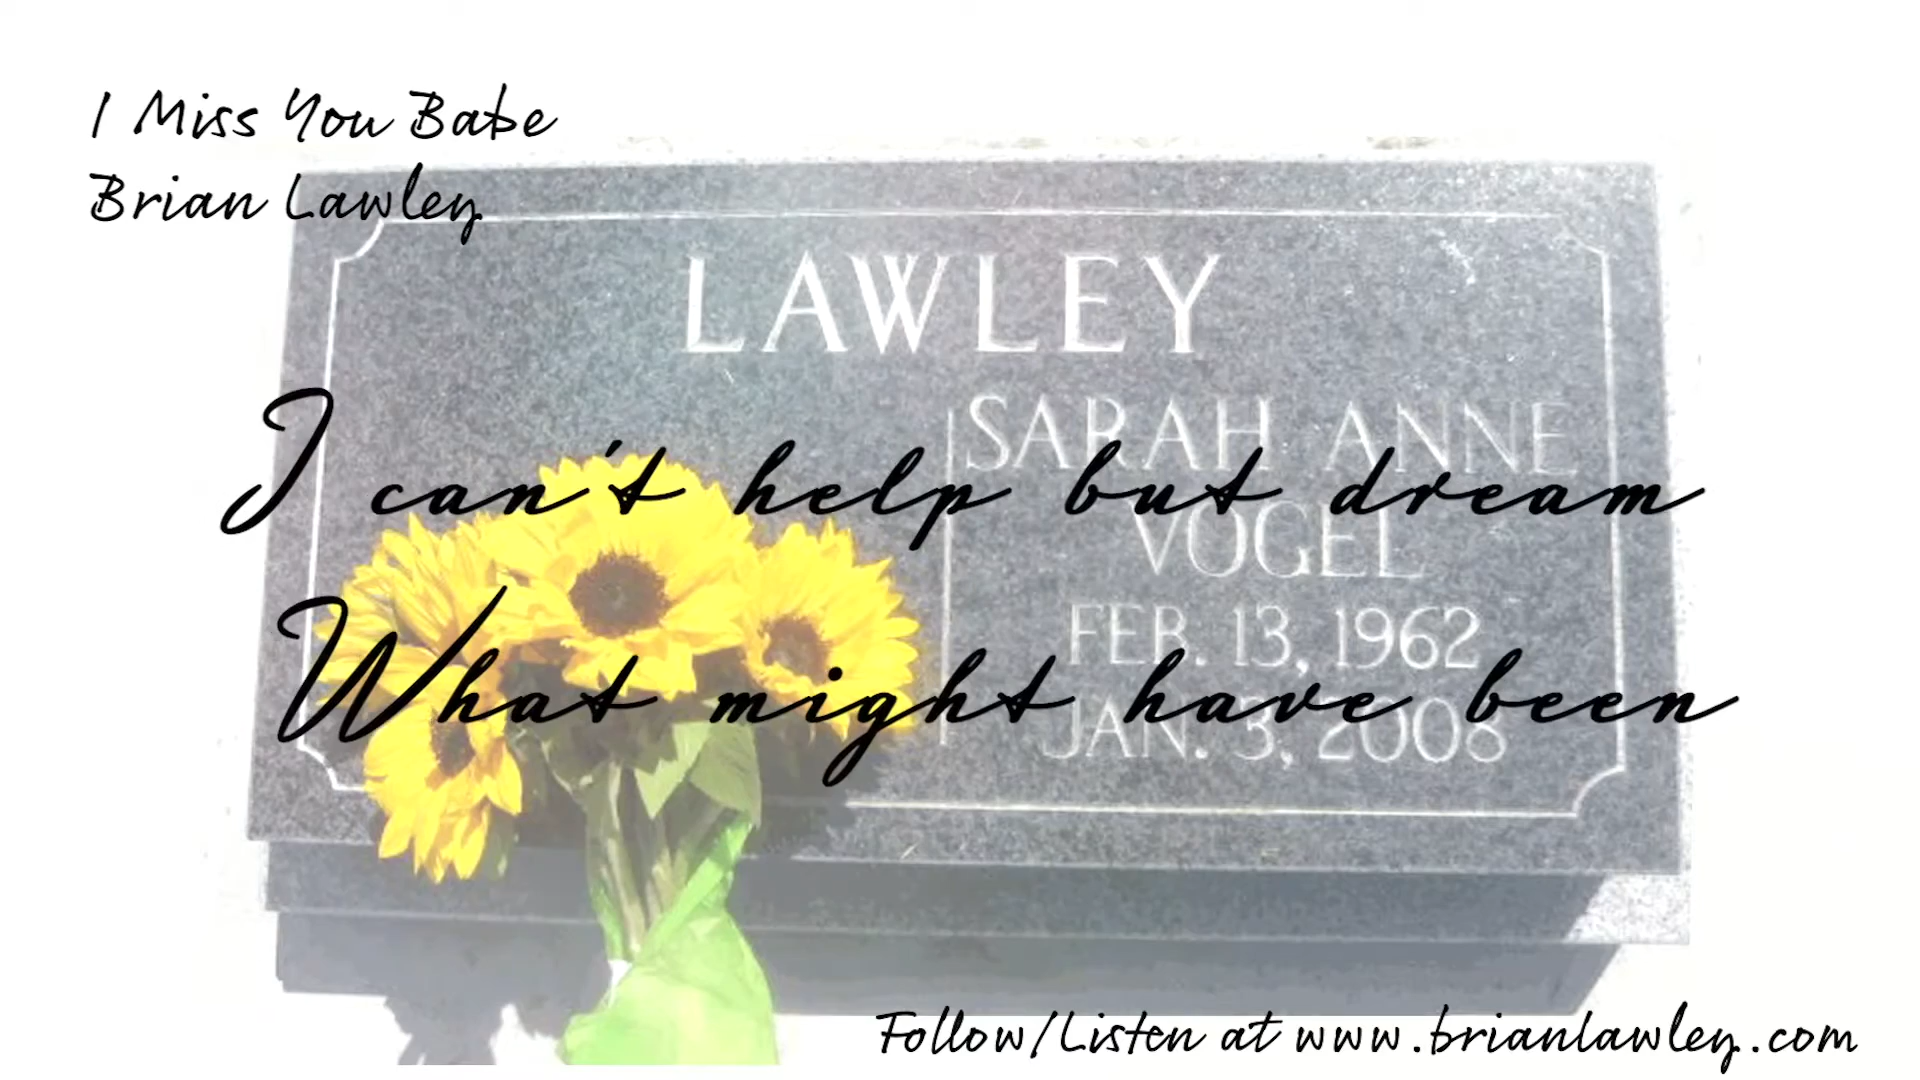 I Miss You Babe
Brian Lawley
LAWLEY
SARAH ANNE
VOGEL
FEB. 13, 1962
JAN. 3, 2008
I can't help but dream
What might have been
Follow/Listen at www.brianlawley.com